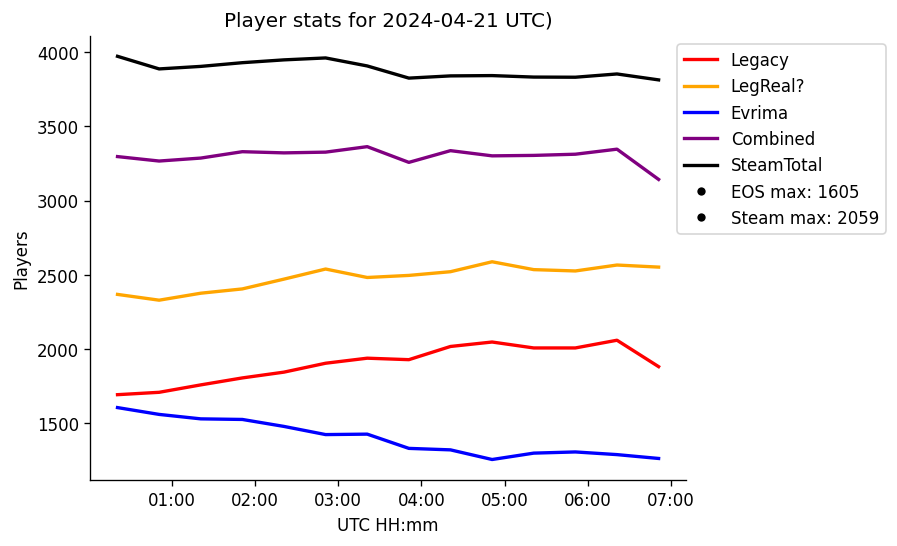 Player stats for 2024-04-21 UTC)
4000
3500
3000
2500
2000
1500
Players
01:00 02:00 03:00 04:00 05:00 06:00 07:00
UTC HH:mm
Legacy
LegReal?
Evrima
Combined
SteamTotal
EOS max: 1605
Steam max: 2059